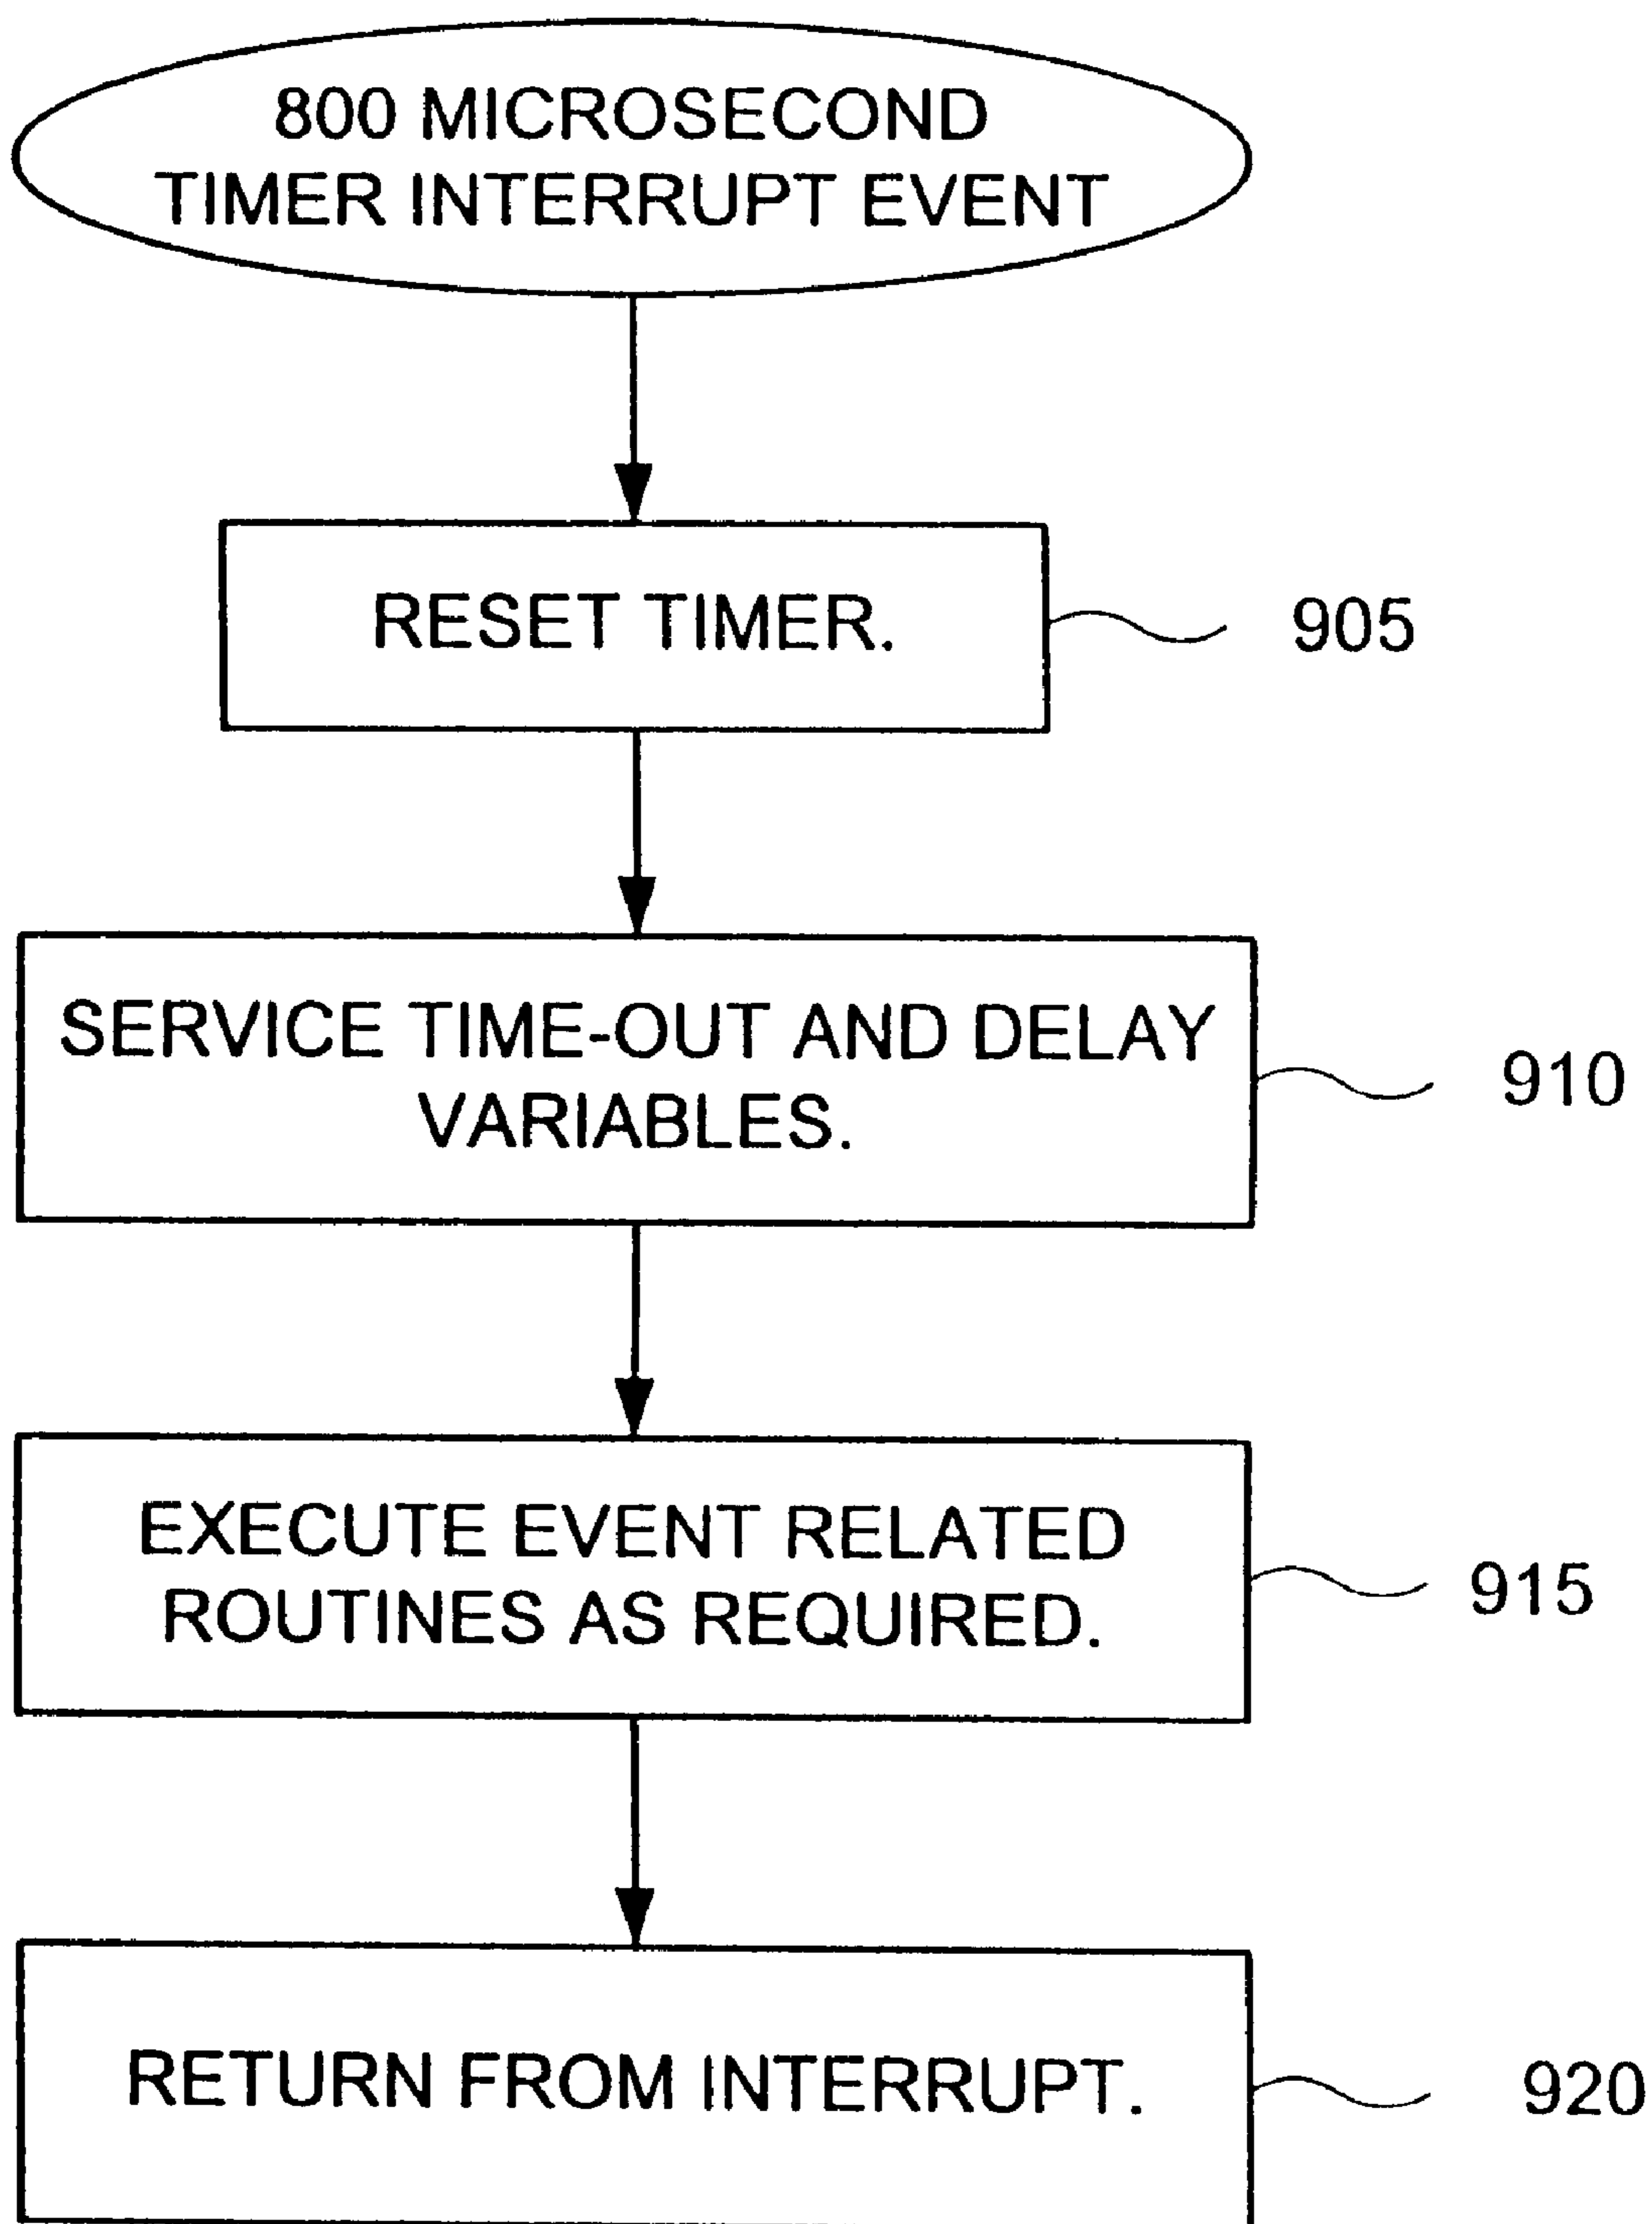 800 MICROSECOND
TIMER INTERRUPT EVENT
RESET TIMER.
905
SERVICE TIME-OUT AND DELAY
VARIABLES.
910
EXECUTE EVENT RELATED
ROUTINES AS REQUIRED.
915
RETURN FROM INTERRUPT.
920